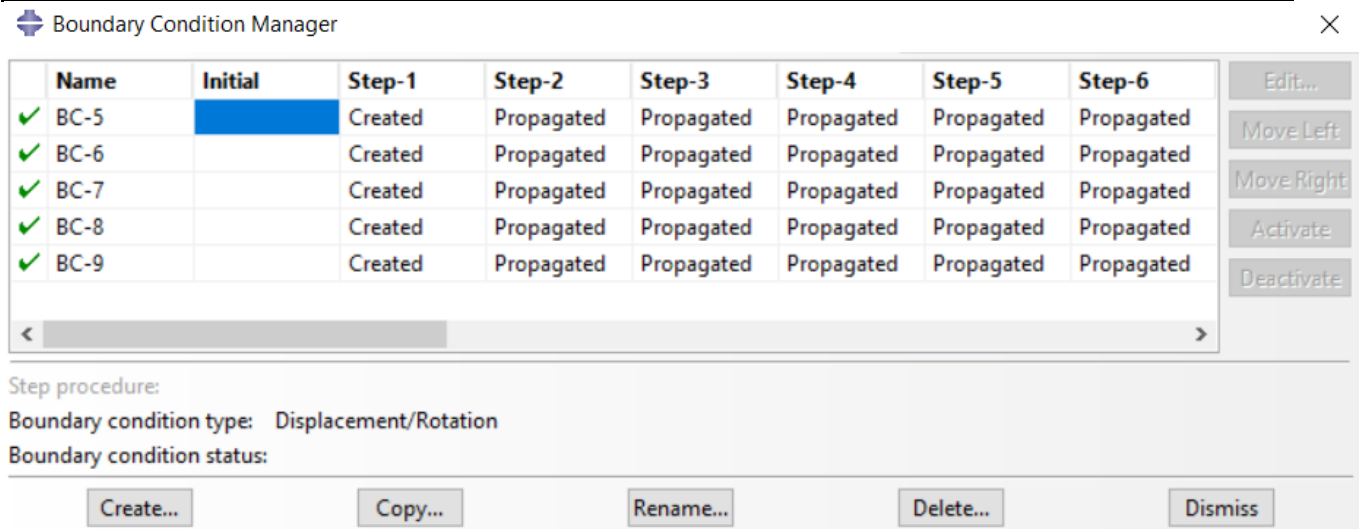 Boundary Condition Manager
Name Initial Step-1 Step-2 Step-3 Step-4 Step-5 Step-6
BC-5 Created Propagated Propagated Propagated Propagated Propagated
BC-6 Created Propagated Propagated Propagated Propagated Propagated
BC-7 Created Propagated Propagated Propagated Propagated Propagated
BC-8 Created Propagated Propagated Propagated Propagated Propagated
BC-9 Created Propagated Propagated Propagated Propagated Propagated
Edit...
Move Left
Move Right
Activate
Deactivate
Step procedure:
Boundary condition type: Displacement/Rotation
Boundary condition status:
Create... Copy... Rename... Delete... Dismiss